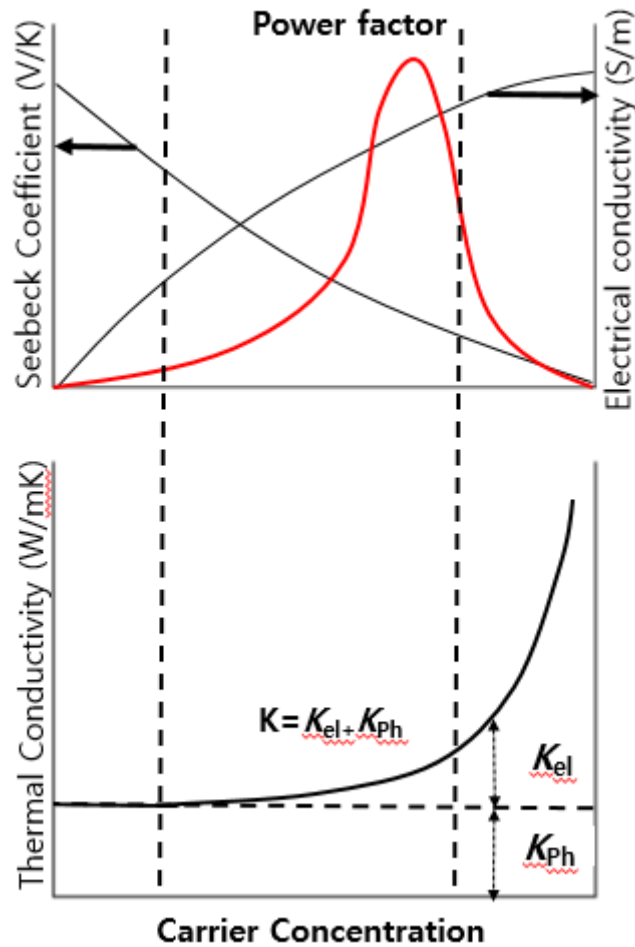 Power factor
Seebeck Coefficient (V/K)
Electrical conductivity (S/m)
Thermal Conductivity (W/mK)
K=Kel+KPh
Kel
KPh
Carrier Concentration